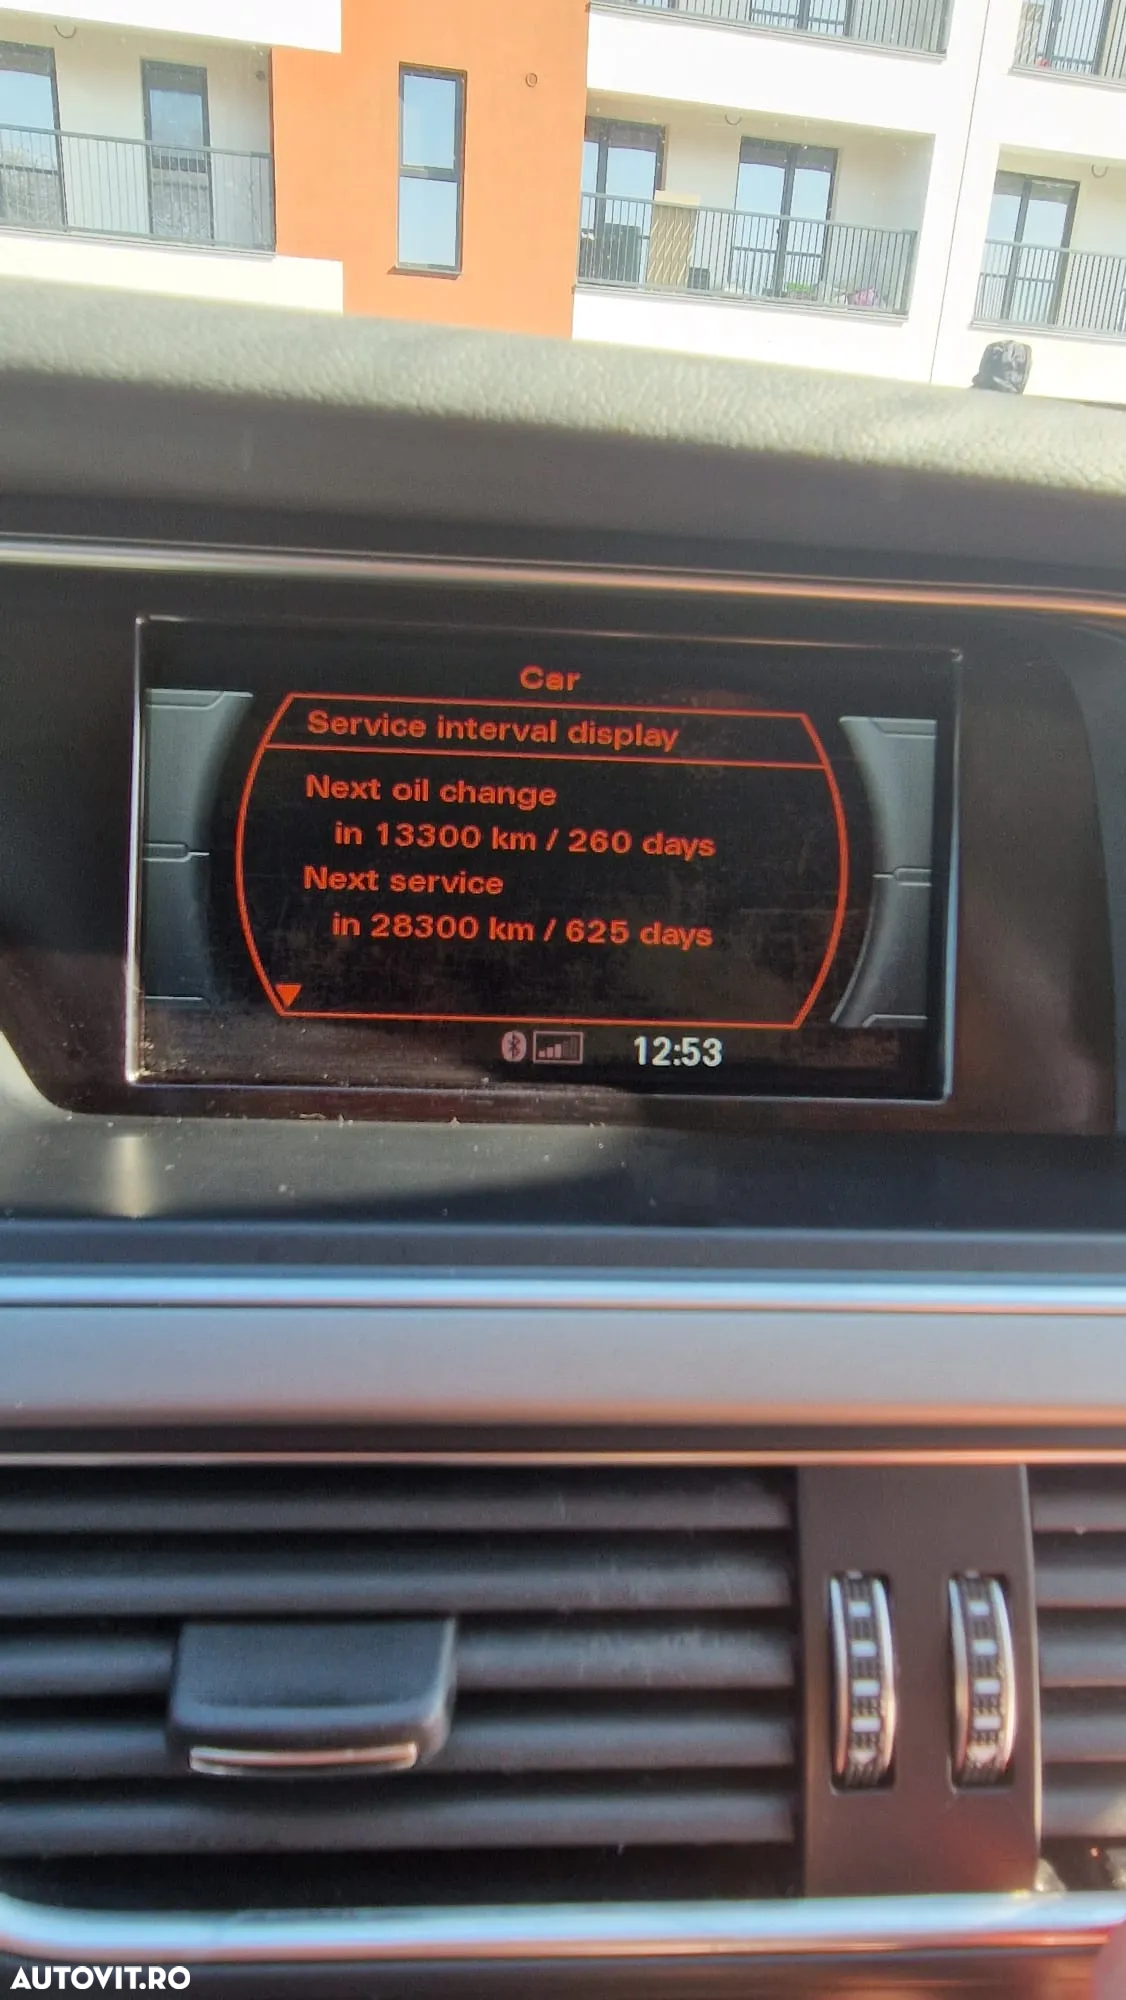 Car
Service interval display
Next oil change
in 13300 km / 260 days
Next service
in 28300 km / 625 days
12:53
AUTOVIT.RO